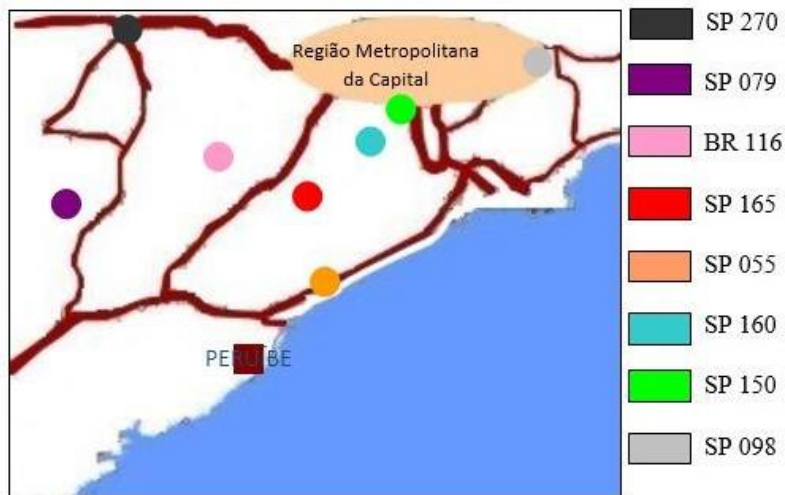 Região Metropolitana
da Capital
PERUÍBE
SP 270
SP 079
BR 116
SP 165
SP 055
SP 160
SP 150
SP 098